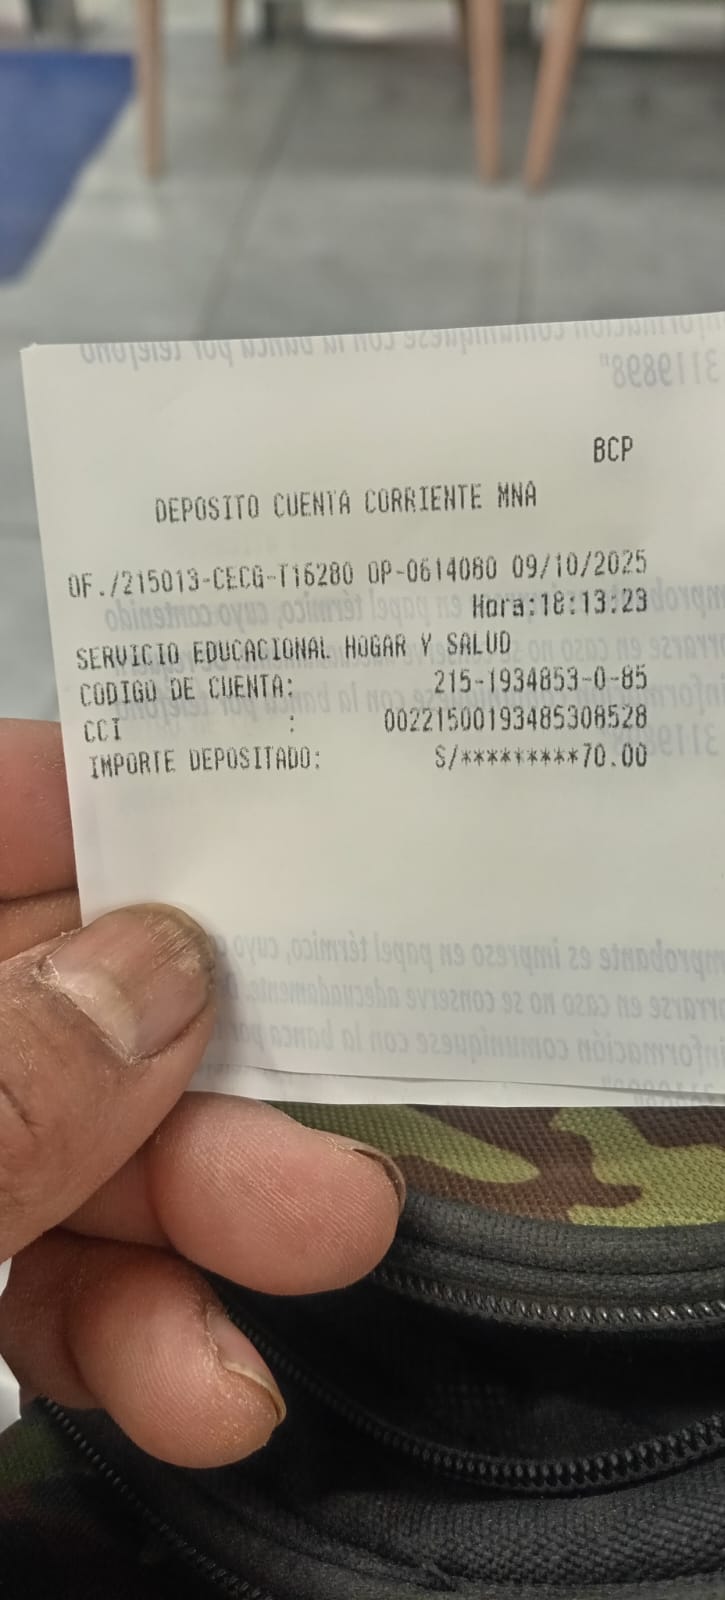 BCP
DEPOSITO CUENTA CORRIENTE MNA
OF./215013-CECG-T16280 OP-0614080 09/10/2025
Hora:18:13:23
SERVICIO EDUCACIONAL HOGAR Y SALUD
CODIGO DE CUENTA: 215-1934853-0-85
CCI : 00221500193485308528
IMPORTE DEPOSITADO: S/*********70.00